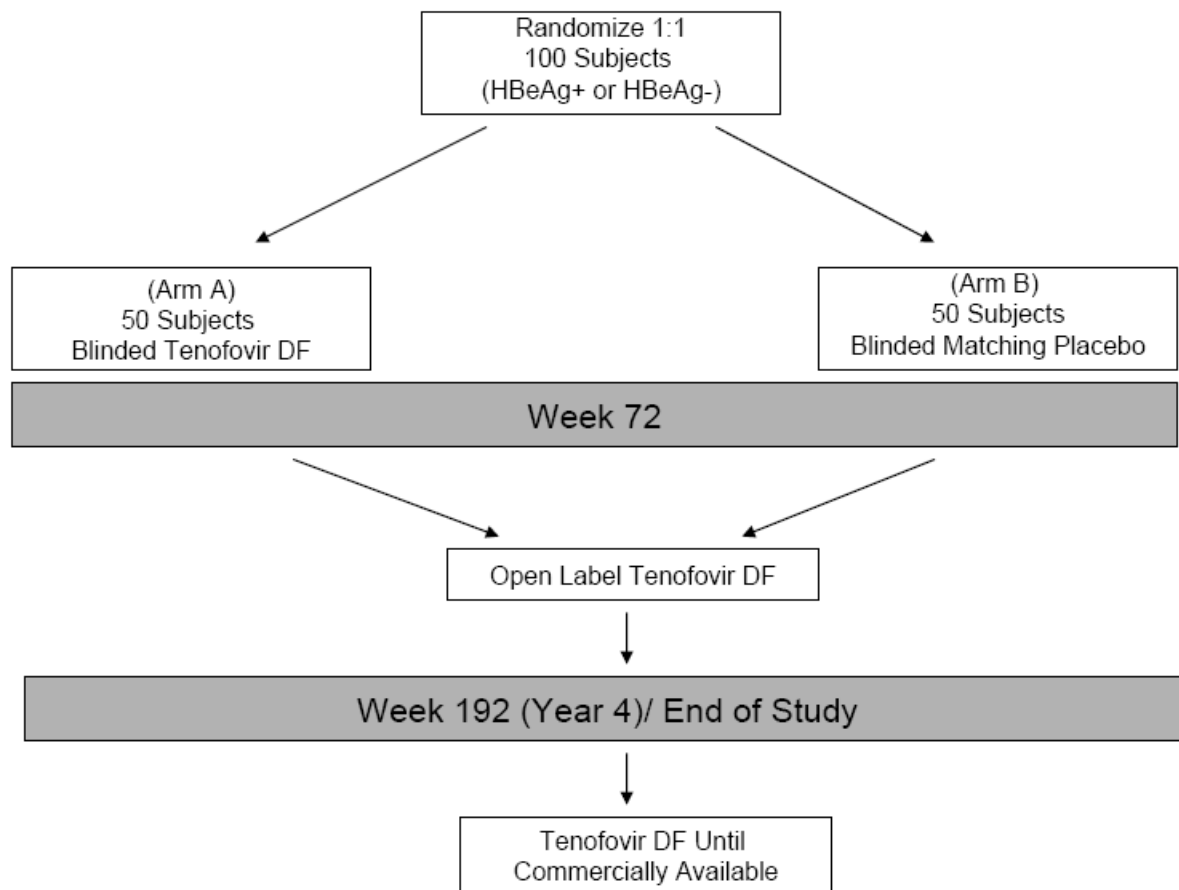 Randomize 1:1
100 Subjects
(HBeAg+ or HBeAg-)
(Arm A)
50 Subjects
Blinded Tenofovir DF
(Arm B)
50 Subjects
Blinded Matching Placebo
Week 72
Open Label Tenofovir DF
Week 192 (Year 4)/ End of Study
Tenofovir DF Until
Commercially Available